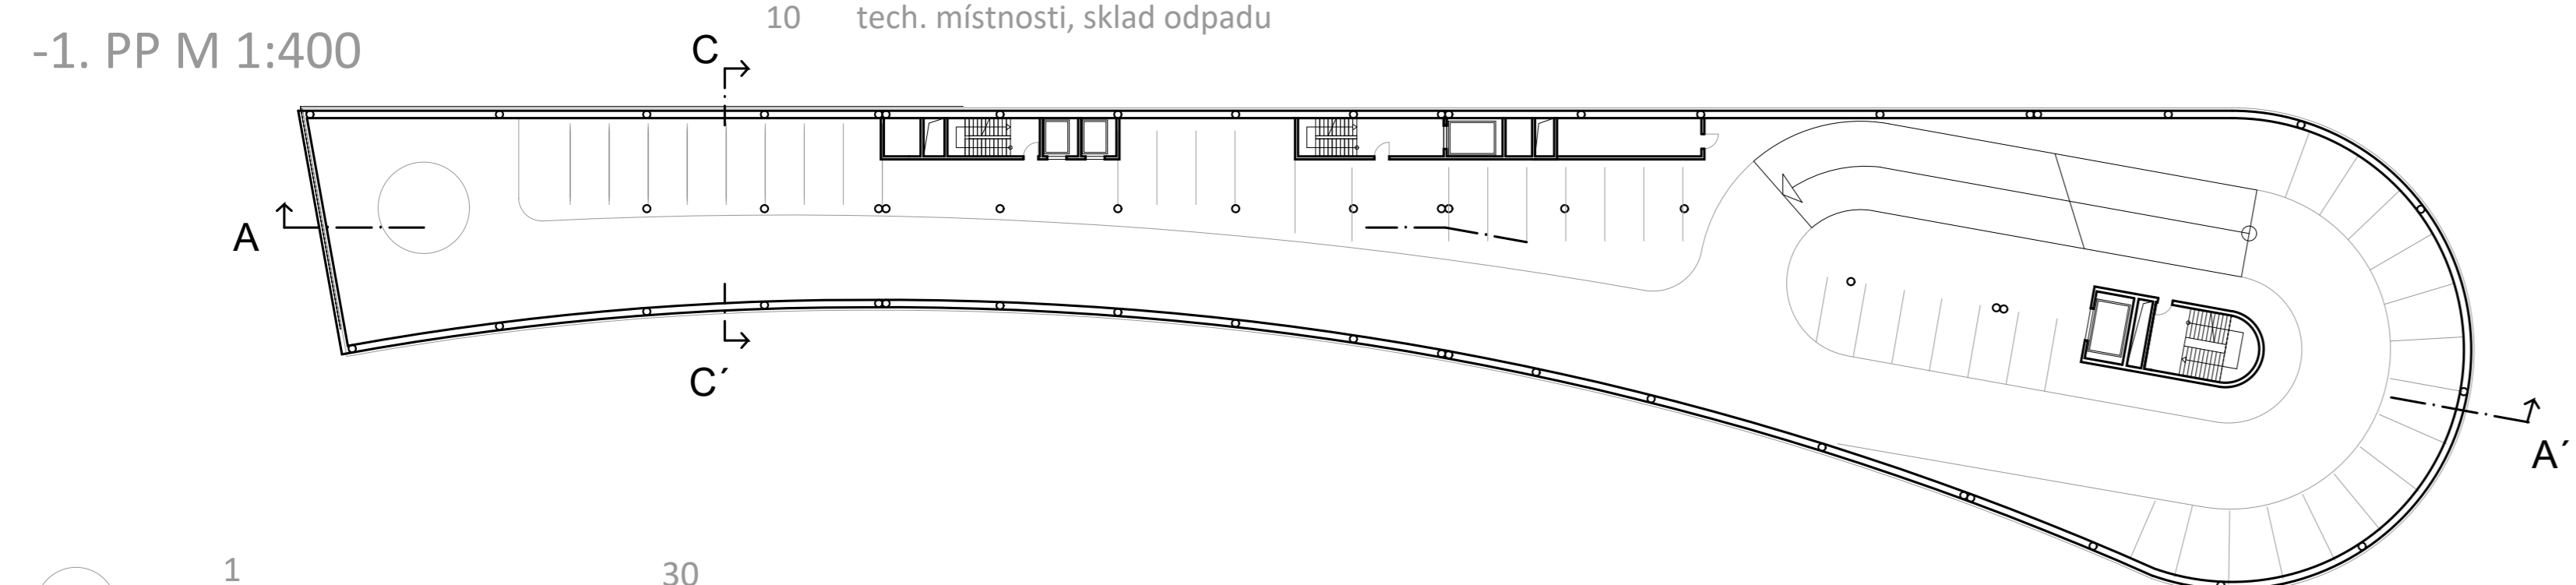 10 tech. místnosti, sklad odpadu
-1. PP M 1:400
C
A
C´
A´
1 30